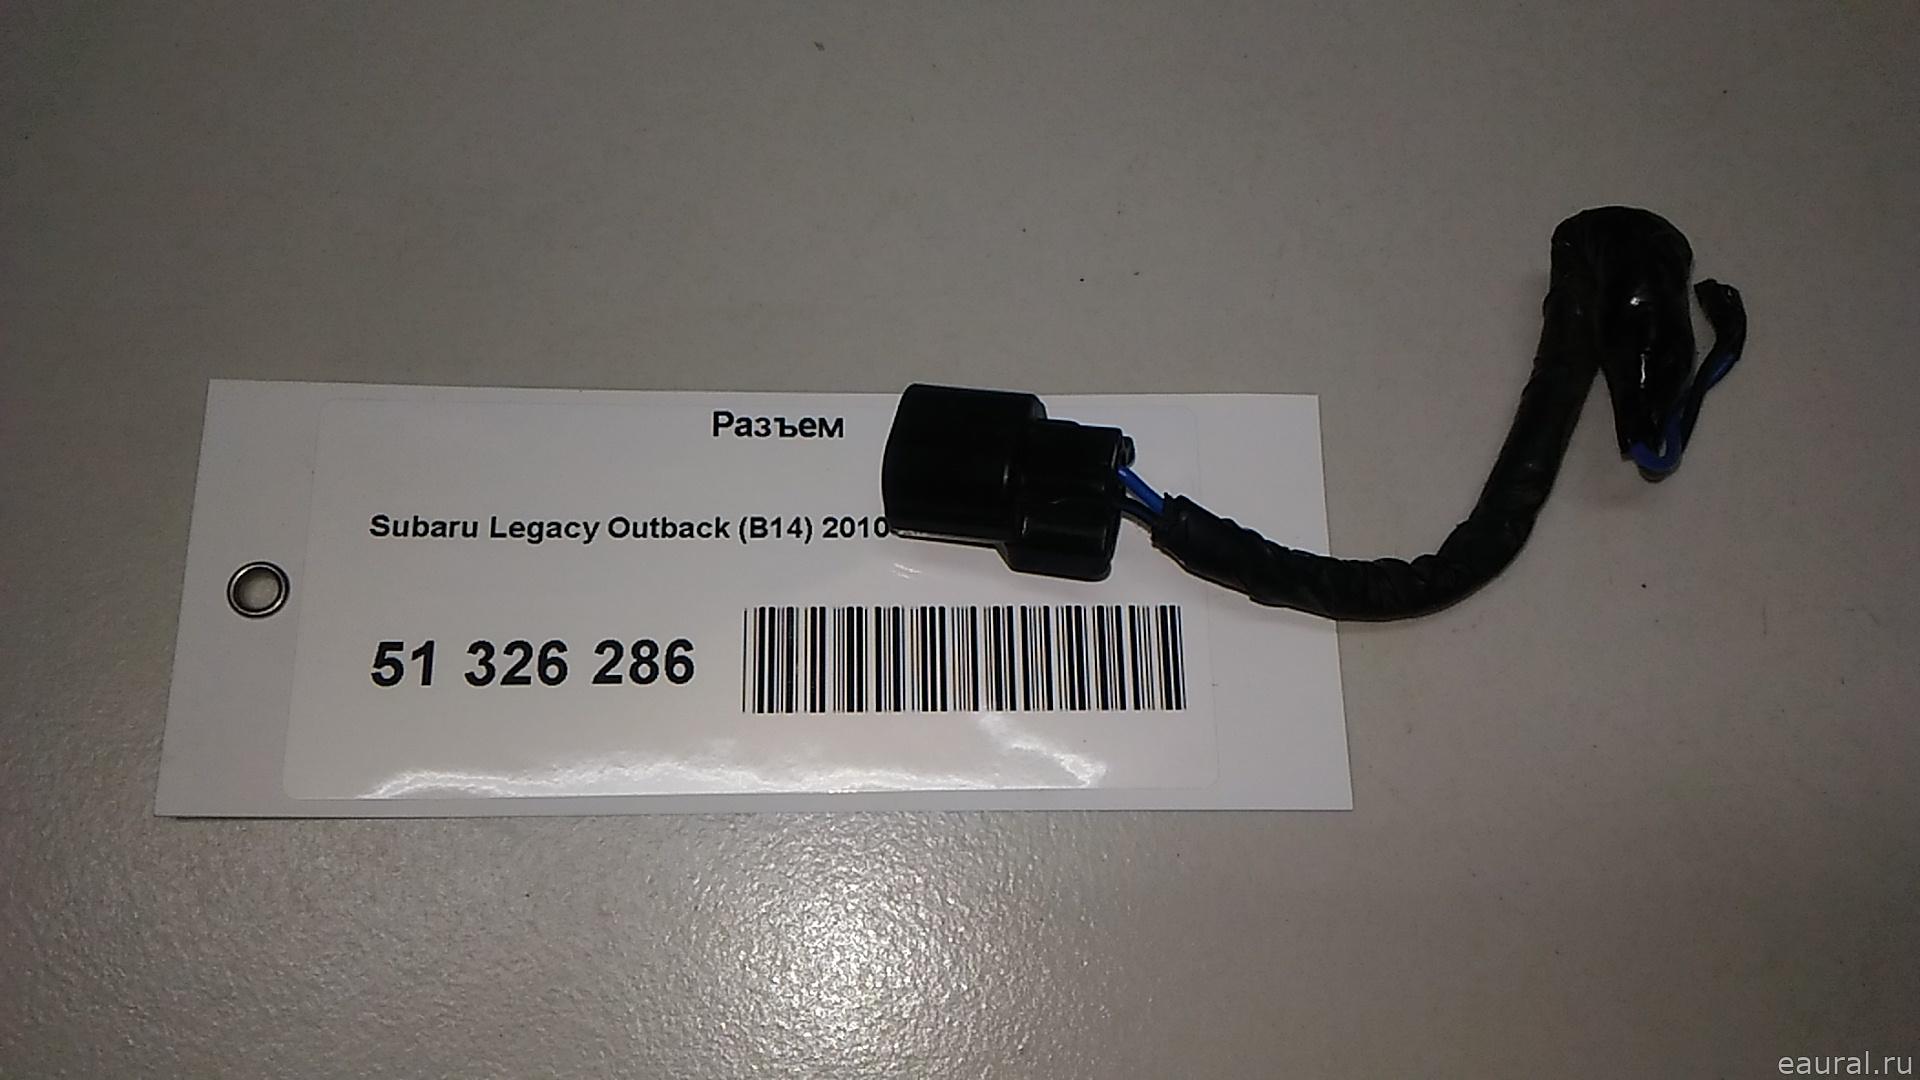 Разъем
Subaru Legacy Outback (B14) 2010
51 326 286
eaural.ru